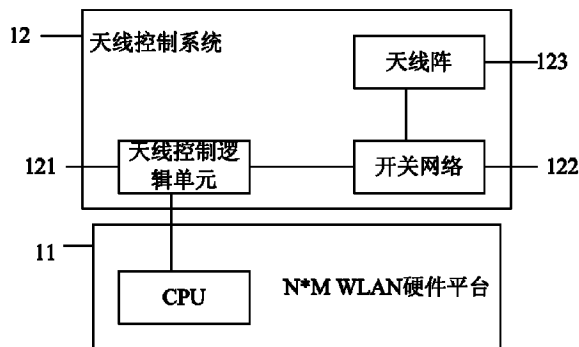 12
天线控制系统
天线阵
123
121
天线控制逻
辑单元
开关网络
122
11
CPU
N*M WLAN硬件平台